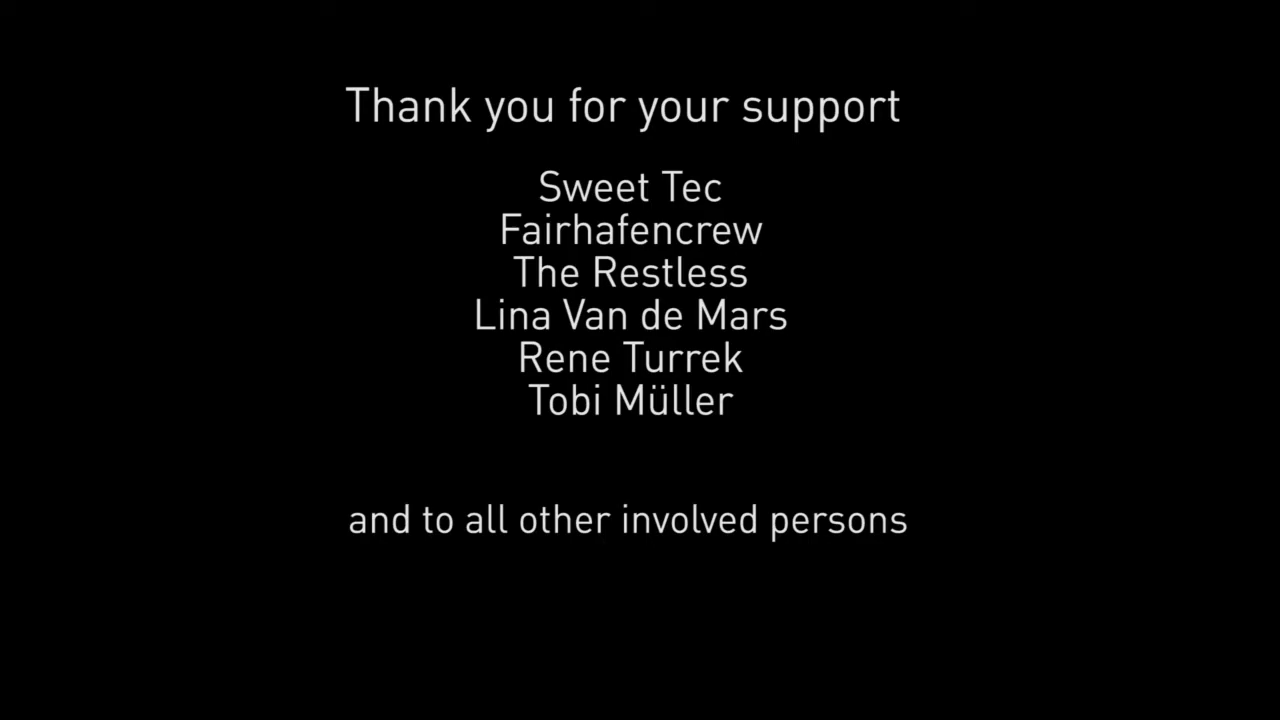 Thank you for your support
Sweet Tec
Fairhafencrew
The Restless
Lina Van de Mars
Rene Turrek
Tobi Müller
and to all other involved persons